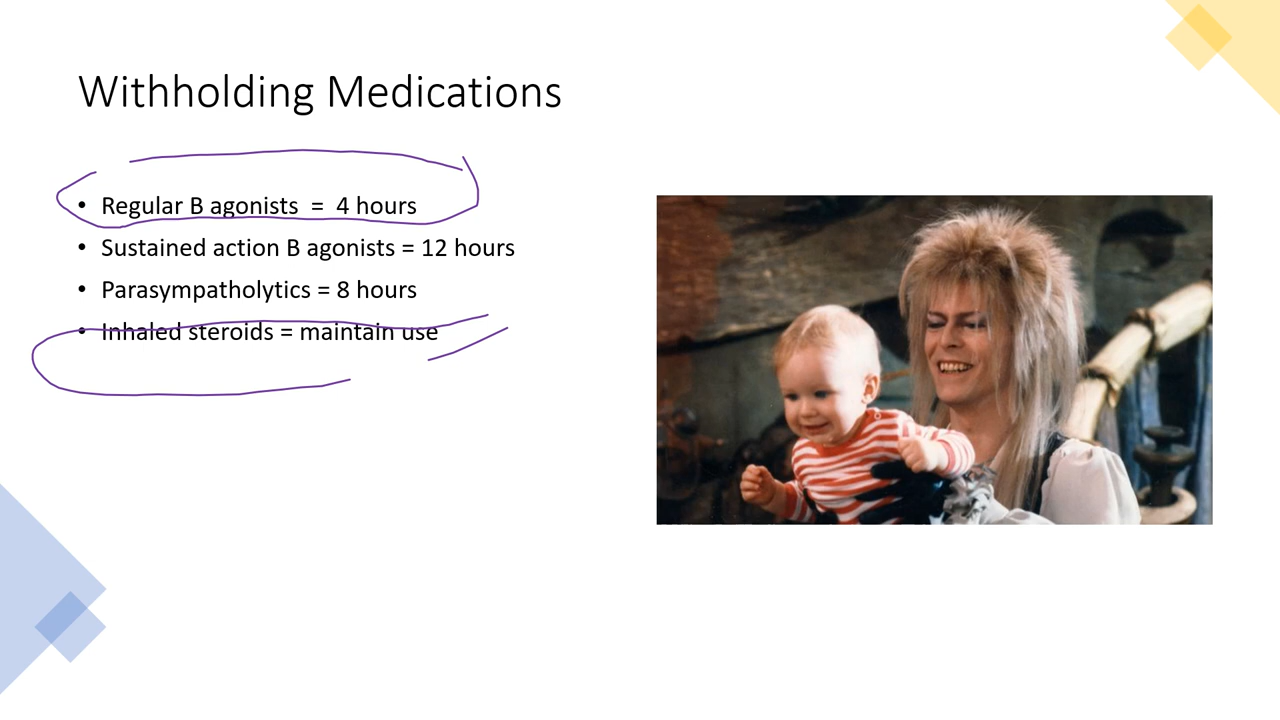 Withholding Medications
• Regular B agonists = 4 hours
• Sustained action B agonists = 12 hours
• Parasympatholytics = 8 hours
• Inhaled steroids = maintain use